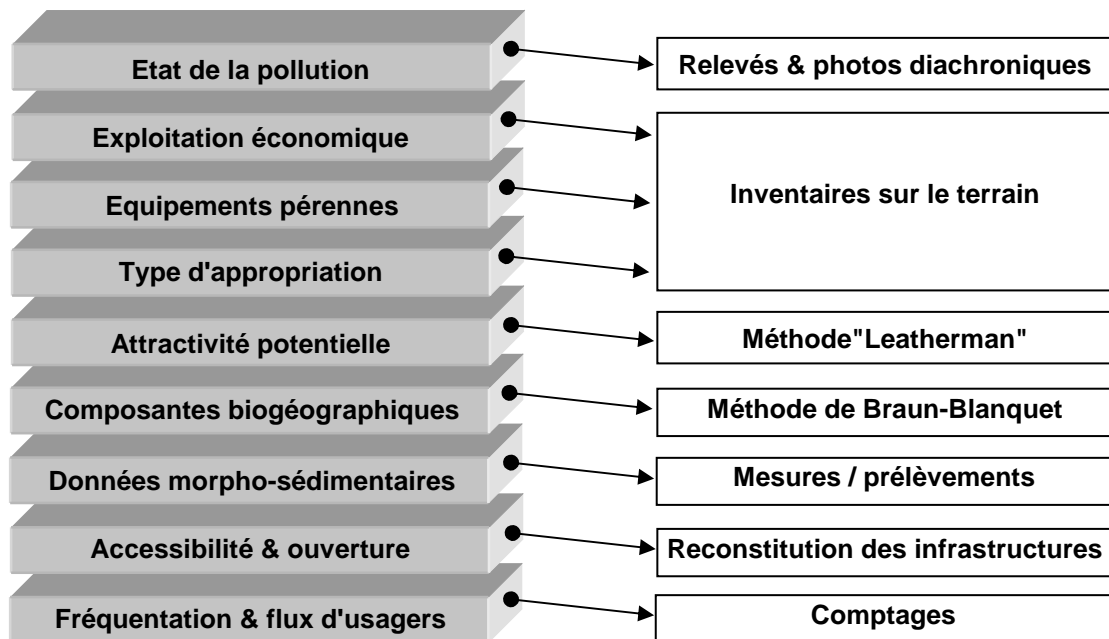 Etat de la pollution
Relevés & photos diachroniques
Exploitation économique
Equipements pérennes
Inventaires sur le terrain
Type d'appropriation
Attractivité potentielle
Méthode"Leatherman"
Composantes biogéographiques
Méthode de Braun-Blanquet
Données morpho-sédimentaires
Mesures / prélèvements
Accessibilité & ouverture
Reconstitution des infrastructures
Fréquentation & flux d'usagers
Comptages